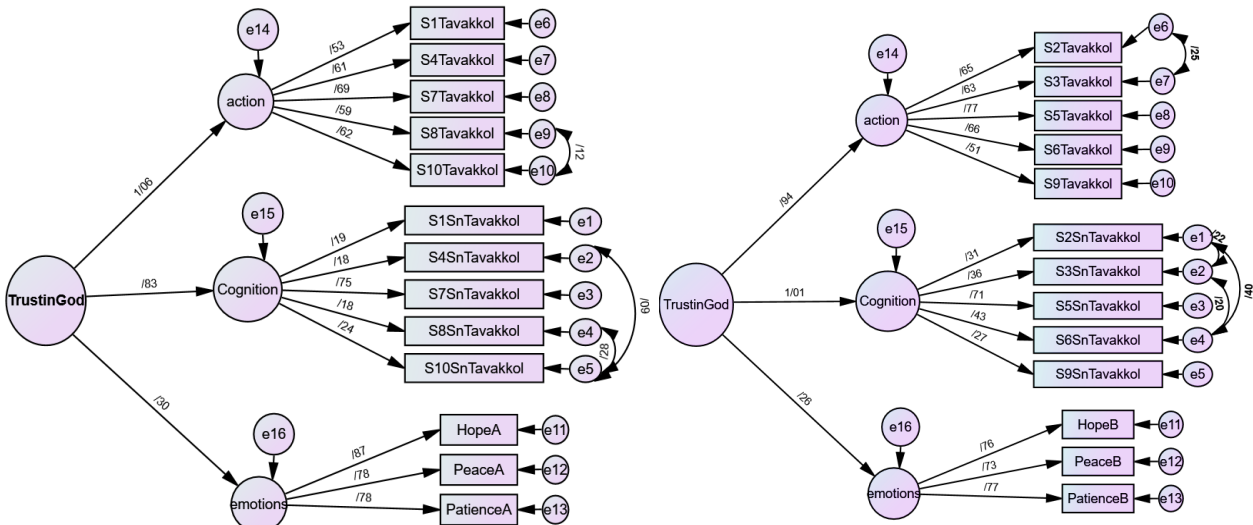 e14
action
/53
/61
/69
/59
/62
S1Tavakkol
S4Tavakkol
S7Tavakkol
S8Tavakkol
S10Tavakkol
e6
e7
e8
e9
e10
/12
1/06
e15
TrustinGod
/83
Cognition
/19
/18
/75
/18
/24
S1SnTavakkol
S4SnTavakkol
S7SnTavakkol
S8SnTavakkol
S10SnTavakkol
e1
e2
e3
e4
e5
/28
/09
/30
e16
emotions
/87
/78
/78
HopeA
PeaceA
PatienceA
e11
e12
e13
e14
action
/65
/63
/77
/66
/51
S2Tavakkol
S3Tavakkol
S5Tavakkol
S6Tavakkol
S9Tavakkol
e6
e7
e8
e9
e10
/25
/94
e15
TrustinGod
1/01
Cognition
/31
/36
/71
/43
/27
S2SnTavakkol
S3SnTavakkol
S5SnTavakkol
S6SnTavakkol
S9SnTavakkol
e1
e2
e3
e4
e5
/22
/20
/40
/26
e16
emotions
/76
/73
/77
HopeB
PeaceB
PatienceB
e11
e12
e13